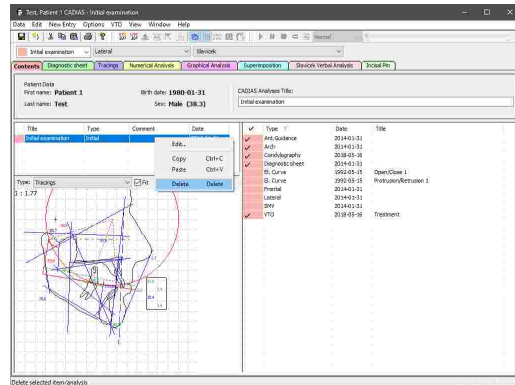 Test, Patient 1 CADIAS - Initial examination
Data Edit New Entry Options VTO View Window Help
Normal
Initial examination Lateral Slavicek
Contents Diagnostic sheet Tracings Numerical Analysis Graphical Analysis Superimposition Slavicek Verbal Analysis Incisal Pin
Patient Data
First name: Patient 1 Birth date: 1980-01-31 CADIAS Analyses Title:
Last name: Test Sex: Male (38.3) Initial examination
Title Type Comment Date
Initial examination Initial
Edit...
Copy Ctrl+C
Paste Ctrl+V
Delete Delete
Type: Tracings Fit
1 : 1.77
Type Date Title
Ant.Guidance 2014-01-31
Arch 2014-01-31
Condylography 2018-05-16
Diagnostic sheet 2014-01-31
El. Curve 1992-05-15 Open/Close 1
El. Curve 1992-05-15 Protrusion/Retrusion 1
Frontal 2014-01-31
Lateral 2014-01-31
SMV 2014-01-31
VTO 2018-05-16 Treatment
Delete selected item/analysis